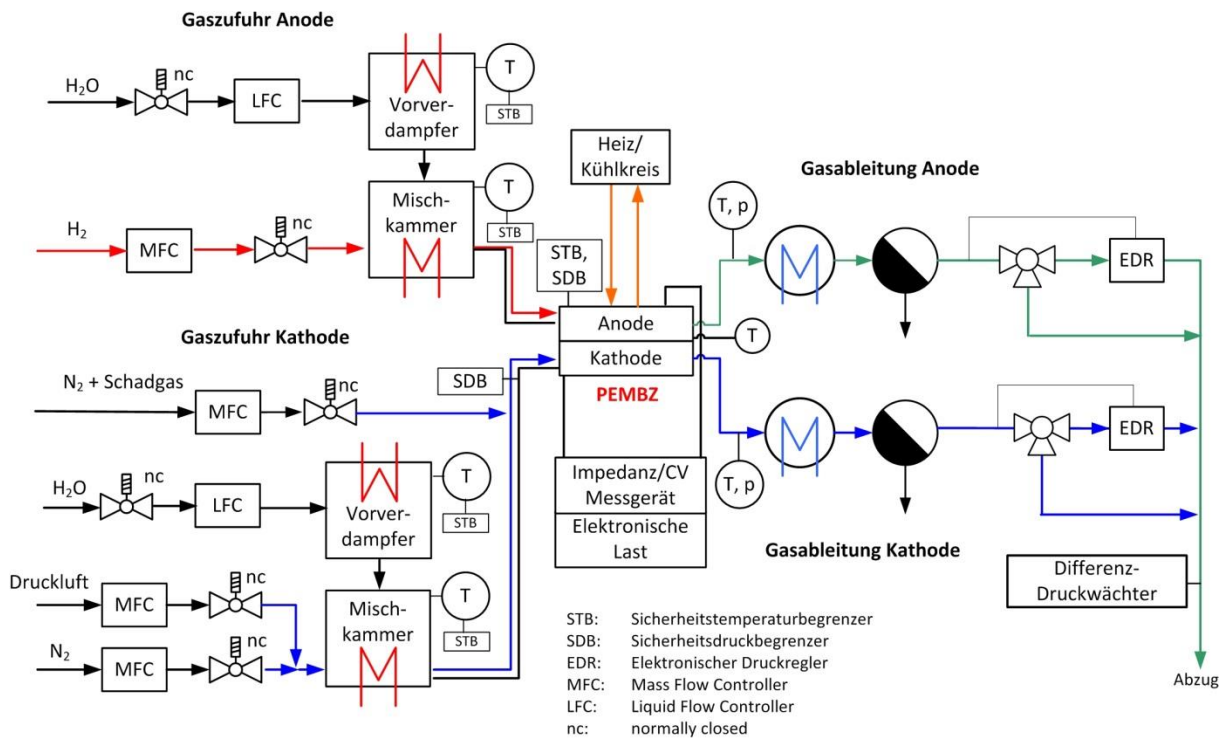 Gaszufuhr Anode
H₂O
nc
LFC
Vorver-
dampfer
T
STB
H₂
MFC
nc
Misch-
kammer
T
STB
Heiz/
Kühlkreis
STB,
SDB
Anode
Kathode
PEMBZ
T
Impedanz/CV
Messgerät
Elektronische
Last
Gasableitung Anode
T, p
EDR
Gaszufuhr Kathode
N₂ + Schadgas
MFC
nc
SDB
H₂O
nc
LFC
Vorver-
dampfer
T
STB
Druckluft
MFC
nc
N₂
MFC
nc
Misch-
kammer
T
STB
T, p
EDR
Gasableitung Kathode
Differenz-
Druckwächter
Abzug
STB: Sicherheitstemperaturbegrenzer
SDB: Sicherheitsdruckbegrenzer
EDR: Elektronischer Druckregler
MFC: Mass Flow Controller
LFC: Liquid Flow Controller
nc: normally closed